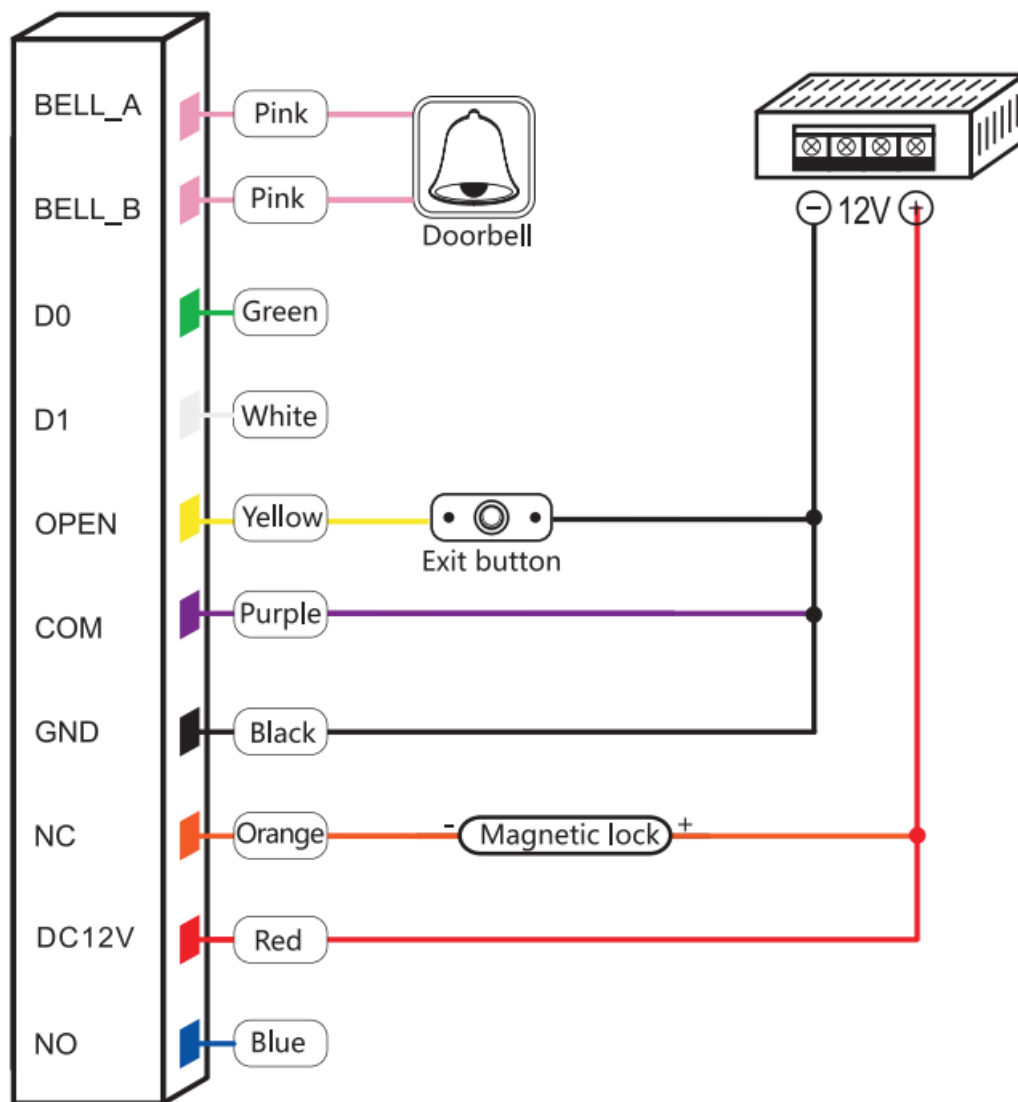 BELL_A Pink
BELL_B Pink
Doorbell
- 12V +
D0 Green
D1 White
OPEN Yellow
Exit button
COM Purple
GND Black
NC Orange - Magnetic lock +
DC12V Red
NO Blue